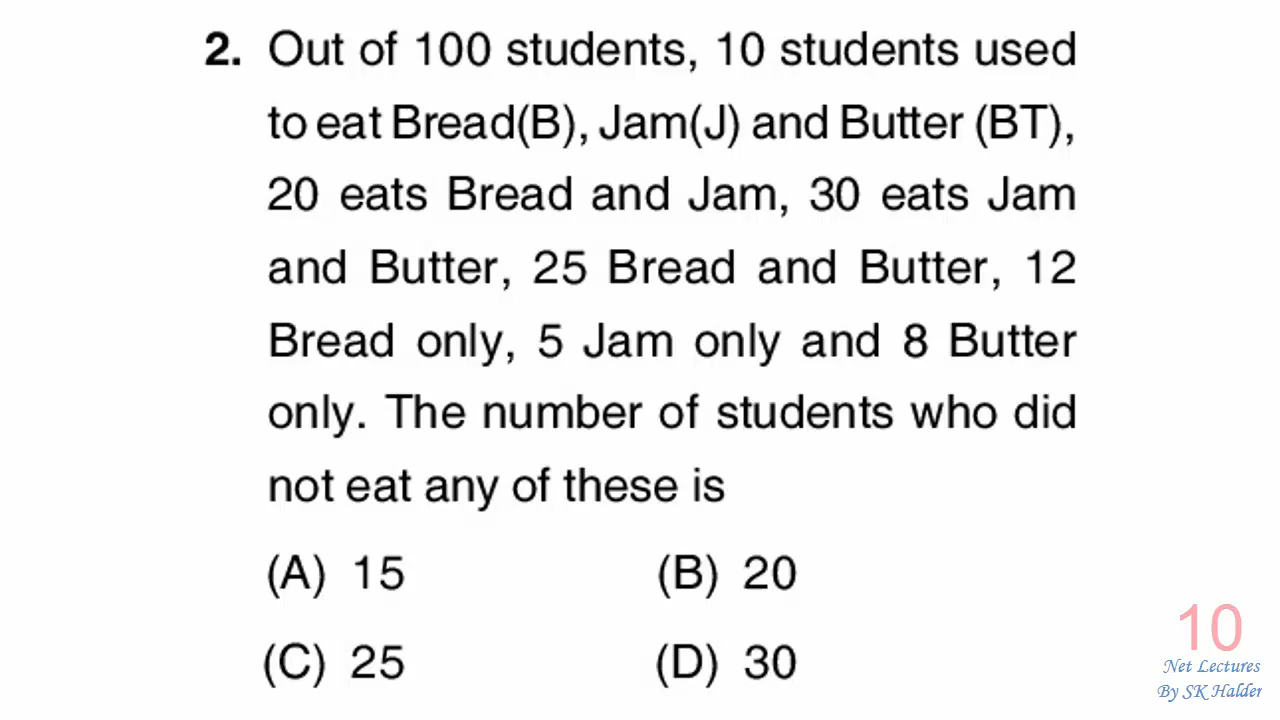 2. Out of 100 students, 10 students used
to eat Bread(B), Jam(J) and Butter (BT),
20 eats Bread and Jam, 30 eats Jam
and Butter, 25 Bread and Butter, 12
Bread only, 5 Jam only and 8 Butter
only. The number of students who did
not eat any of these is
(A) 15 (B) 20
(C) 25 (D) 30
10
Net Lectures
By SK Halder